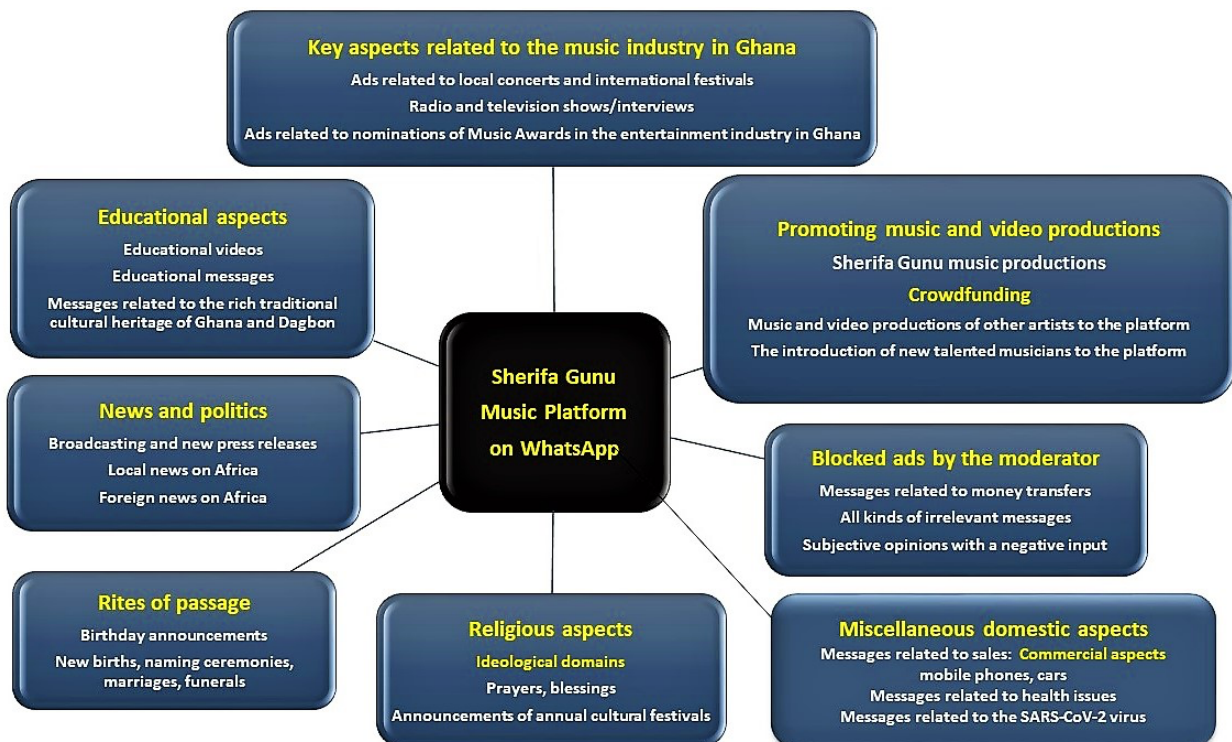 Key aspects related to the music industry in Ghana
Ads related to local concerts and international festivals
Radio and television shows/interviews
Ads related to nominations of Music Awards in the entertainment industry in Ghana
Educational aspects
Educational videos
Educational messages
Messages related to the rich traditional
cultural heritage of Ghana and Dagbon
Promoting music and video productions
Sherifa Gunu music productions
Crowdfunding
Music and video productions of other artists to the platform
The introduction of new talented musicians to the platform
Sherifa Gunu
Music Platform
on WhatsApp
News and politics
Broadcasting and new press releases
Local news on Africa
Foreign news on Africa
Blocked ads by the moderator
Messages related to money transfers
All kinds of irrelevant messages
Subjective opinions with a negative input
Rites of passage
Birthday announcements
New births, naming ceremonies,
marriages, funerals
Religious aspects
Ideological domains
Prayers, blessings
Announcements of annual cultural festivals
Miscellaneous domestic aspects
Messages related to sales: Commercial aspects
mobile phones, cars
Messages related to health issues
Messages related to the SARS-CoV-2 virus